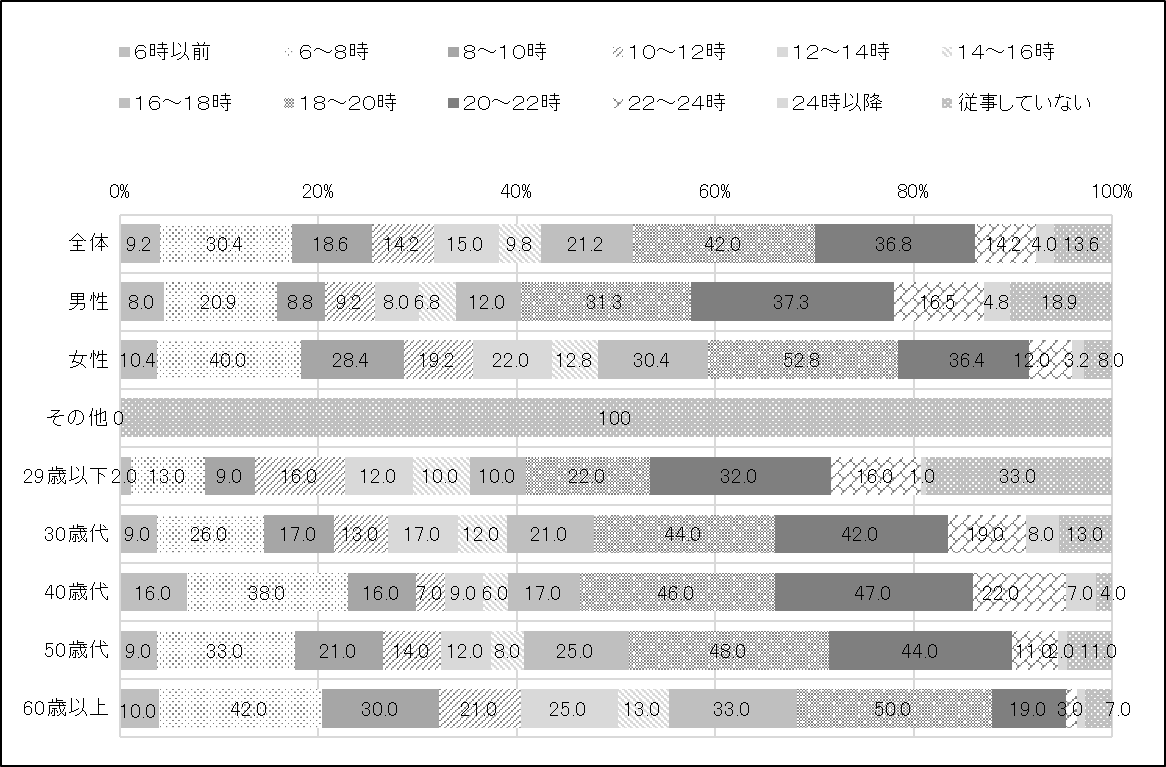 ６時以前 ６～８時 ８～１０時 １０～１２時 １２～１４時 １４～１６時
１６～１８時 １８～２０時 ２０～２２時 ２２～２４時 ２４時以降 従事していない
0% 20% 40% 60% 80% 100%
全体 9.2 30.4 18.6 14.2 15.0 9.8 21.2 42.0 36.8 14.2 4.0 13.6
男性 8.0 20.9 8.8 9.2 8.0 6.8 12.0 31.3 37.3 16.5 4.8 18.9
女性 10.4 40.0 28.4 19.2 22.0 12.8 30.4 52.8 36.4 12.0 3.2 8.0
その他 0 100
29歳以下 2.0 13.0 9.0 16.0 12.0 10.0 10.0 22.0 32.0 16.0 1.0 33.0
30歳代 9.0 26.0 17.0 13.0 17.0 12.0 21.0 44.0 42.0 19.0 8.0 13.0
40歳代 16.0 38.0 16.0 7.0 9.0 6.0 17.0 46.0 47.0 22.0 7.0 4.0
50歳代 9.0 33.0 21.0 14.0 12.0 8.0 25.0 48.0 44.0 11.0 2.0 11.0
60歳以上 10.0 42.0 30.0 21.0 25.0 13.0 33.0 50.0 19.0 3.0 7.0